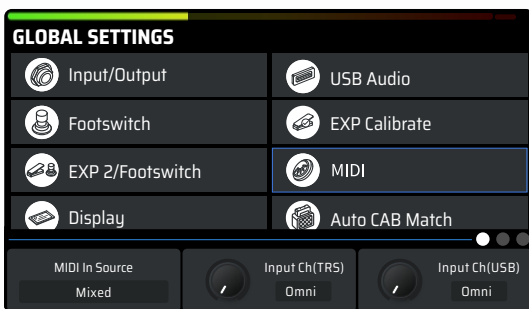 GLOBAL SETTINGS
Input/Output
USB Audio
Footswitch
EXP Calibrate
EXP 2/Footswitch
MIDI
Display
Auto CAB Match
MIDI In Source
Mixed
Input Ch(TRS)
Omni
Input Ch(USB)
Omni